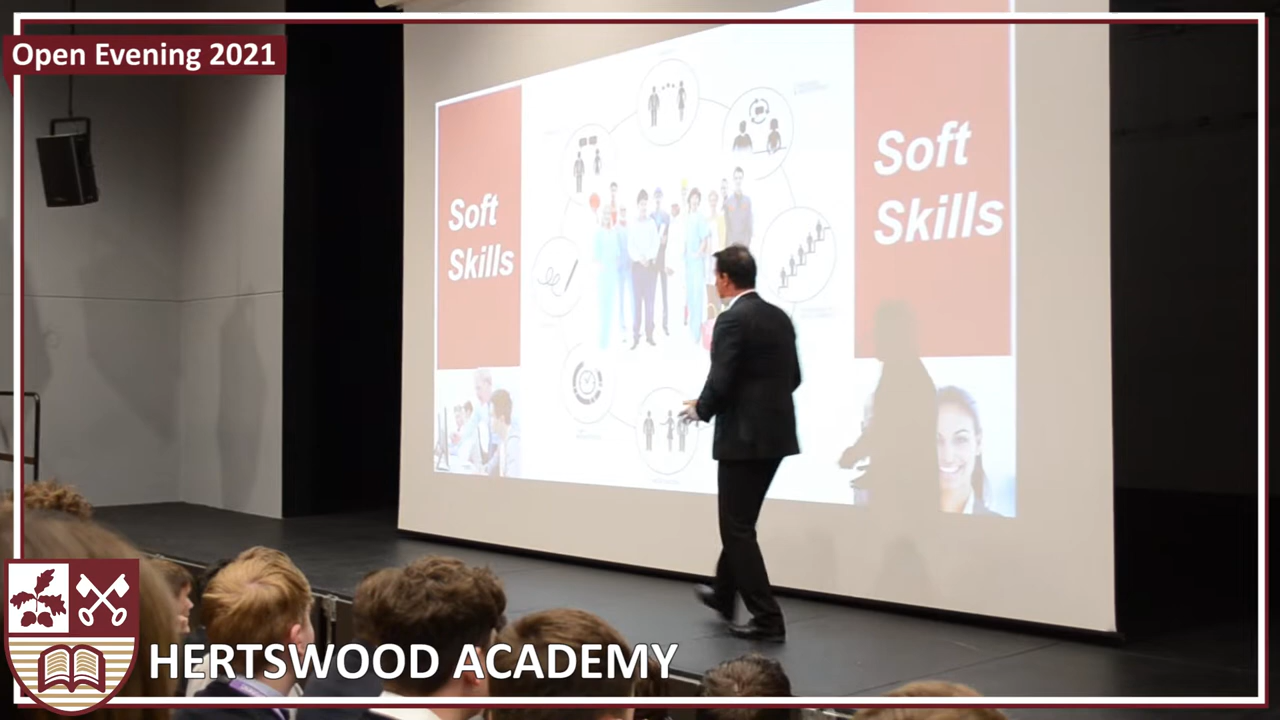 Open Evening 2021
Soft
Skills
Soft
Skills
HERTSWOOD ACADEMY